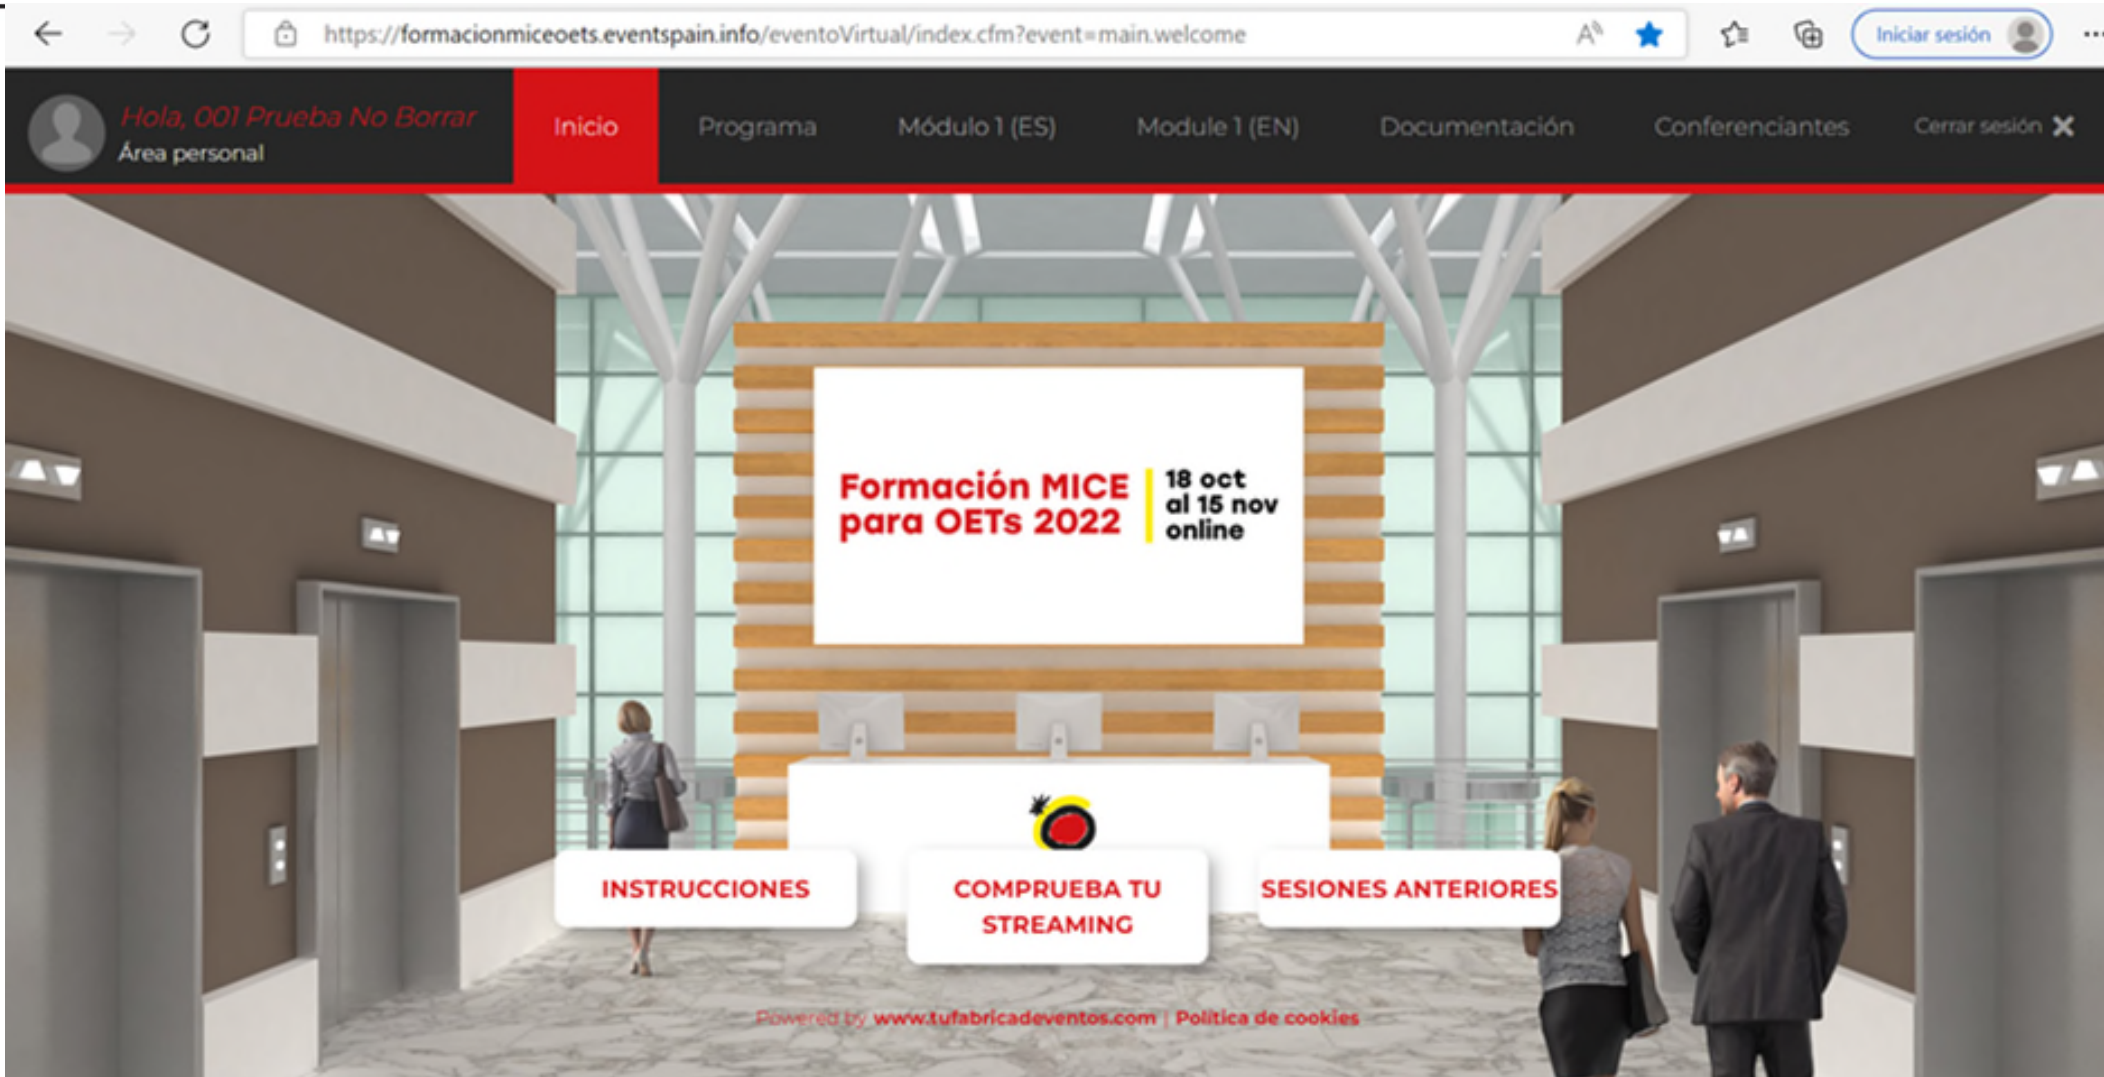 https://formacionmiceoets.eventspain.info/eventoVirtual/index.cfm?event=main.welcome
Iniciar sesión
Hola, 001 Prueba No Borrar
Área personal
Inicio
Programa
Módulo 1 (ES)
Module 1 (EN)
Documentación
Conferenciantes
Cerrar sesión
Formación MICE
para OETs 2022
18 oct
al 15 nov
online
INSTRUCCIONES
COMPRUEBA TU
STREAMING
SESIONES ANTERIORES
Powered by www.tufabricadeventos.com | Política de cookies